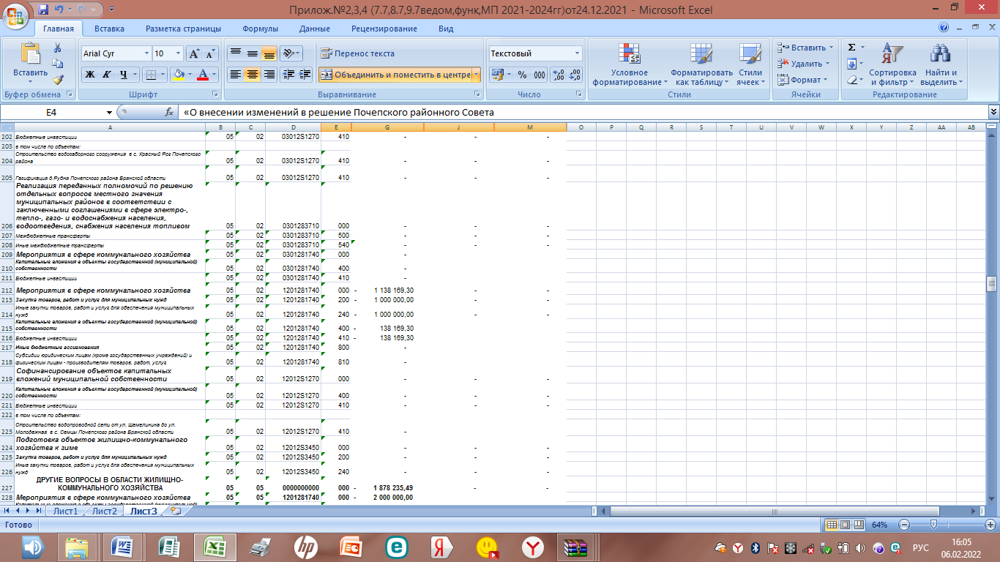 Прилож.№2,3,4 (7.7,8.7,9.7ведом,функ,МП 2021-2024гг)от24.12.2021 - Microsoft Excel
Главная Вставка Разметка страницы Формулы Данные Рецензирование Вид
Вставить
Буфер обмена
Arial Cyr 10
Ж К Ч
Шрифт
Перенос текста
Объединить и поместить в центре
Выравнивание
Текстовый
% 000
Число
Условное форматирование
Форматировать как таблицу
Стили ячеек
Стили
Вставить
Удалить
Формат
Ячейки
Сортировка и фильтр
Найти и выделить
Редактирование
E4 fx «О внесении изменений в решение Почепского районного Совета
A B C D E G J M O P Q R S T U V W X Y Z AA AB
202 Бюджетные инвестиции 05 02 03012S1270 410 - - -
203 в том числе по объектам:
204 Строительство водозаборного сооружения в с. Красный Рог Почепского района 05 02 03012S1270 410 - - -
205 Газификация д.Рудня Почепского района Брянской области 05 02 03012S1270 410 - - -
Реализация переданных полномочий по решению
отдельных вопросов местного значения
муниципальных районов в соответствии с
заключенными соглашениями в сфере электро-,
тепло-, газо- и водоснабжения населения,
206 водоотведения, снабжения населения топливом 05 02 0301283710 000 - - -
207 Межбюджетные трансферты 05 02 0301283710 500 - - -
208 Иные межбюджетные трансферты 05 02 0301283710 540 - - -
209 Мероприятия в сфере коммунального хозяйства 05 02 0301281740 000 -
210 Капитальные вложения в объекты государственной (муниципальной) собственности 05 02 0301281740 400 -
211 Бюджетные инвестиции 05 02 0301281740 410 -
212 Мероприятия в сфере коммунального хозяйства 05 02 1201281740 000 - 1 138 169,30 - -
213 Закупка товаров, работ и услуг для муниципальных нужд 05 02 1201281740 200 - 1 000 000,00 - -
214 Иные закупки товаров, работ и услуг для обеспечения муниципальных нужд 05 02 1201281740 240 - 1 000 000,00 - -
215 Капитальные вложения в объекты государственной (муниципальной) собственности 05 02 1201281740 400 - 138 169,30
216 Бюджетные инвестиции 05 02 1201281740 410 - 138 169,30
217 Иные бюджетные ассигнования 05 02 1201281740 800 -
218 Субсидии юридическим лицам (кроме государственных учреждений) и физическим лицам - производителям товаров, работ, услуг 05 02 1201281740 810 -
219 Софинансирование объектов капитальных вложений муниципальной собственности 05 02 12012S1270 000 - - -
220 Капитальные вложения в объекты государственной (муниципальной) собственности 05 02 12012S1270 400 - - -
221 Бюджетные инвестиции 05 02 12012S1270 410 - - -
222 в том числе по объектам:
223 Строительство водопроводной сети от ул. Щемелинина до ул. Молодежная в с. Семцы Почепского района Брянской области 05 02 12012S1270 410 -
224 Подготовка объектов жилищно-коммунального хозяйства к зиме 05 02 12012S3450 000 - - -
225 Закупка товаров, работ и услуг для муниципальных нужд 05 02 12012S3450 200 - - -
226 Иные закупки товаров, работ и услуг для обеспечения муниципальных нужд 05 02 12012S3450 240 - - -
227 ДРУГИЕ ВОПРОСЫ В ОБЛАСТИ ЖИЛИЩНО-КОММУНАЛЬНОГО ХОЗЯЙСТВА 05 05 0000000000 000 - 1 878 235,49 - -
228 Мероприятия в сфере коммунального хозяйства 05 05 1201281740 000 - 2 000 000,00
Лист1 Лист2 Лист3
Готово 64%
РУС 16:05
06.02.2022